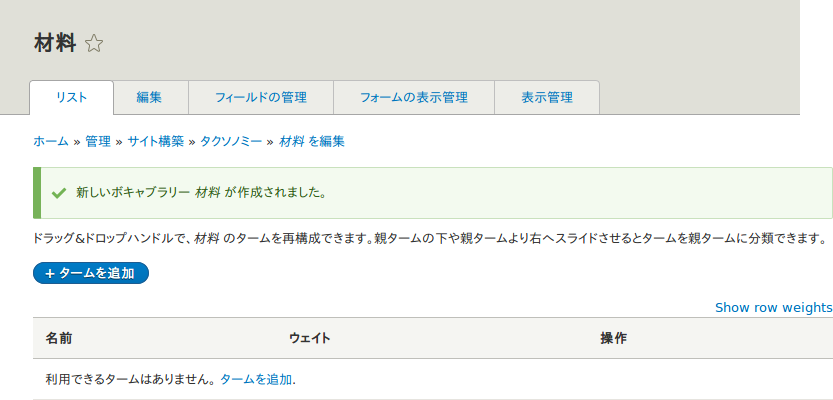 材料 ☆
リスト 編集 フィールドの管理 フォームの表示管理 表示管理
ホーム » 管理 » サイト構築 » タクソノミー » 材料 を編集
新しいボキャブラリー 材料 が作成されました。
ドラッグ&ドロップハンドルで、材料 のタームを再構成できます。親タームの下や親タームより右へスライドさせるとタームを親タームに分類できます。
+ タームを追加
Show row weights
名前 ウェイト 操作
利用できるタームはありません。 タームを追加.